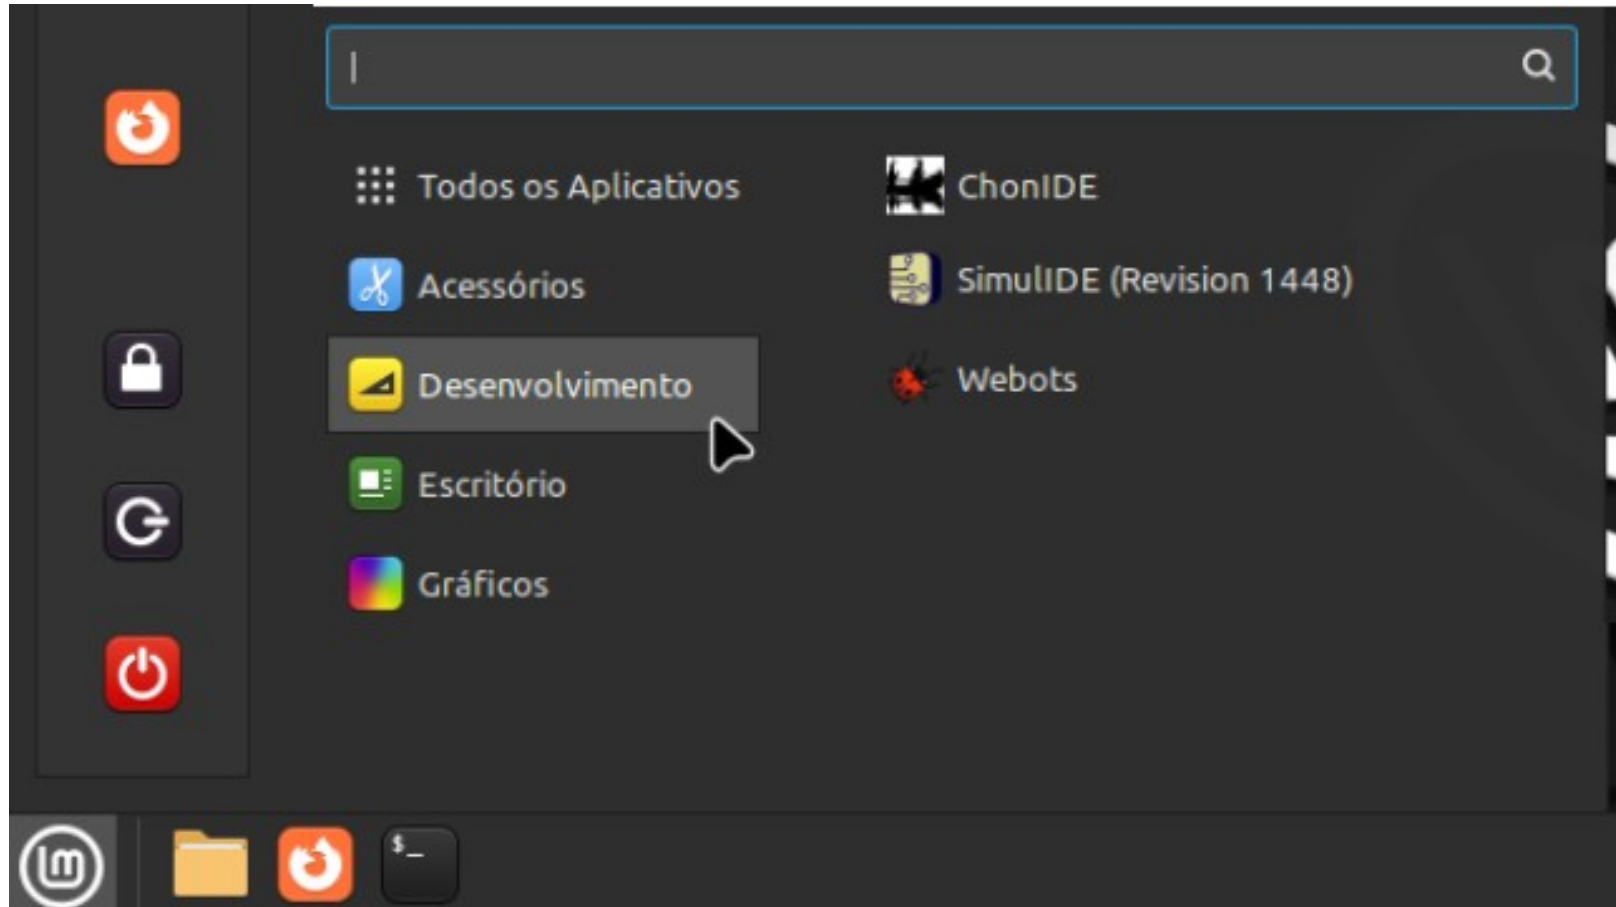 Todos os Aplicativos
Acessórios
Desenvolvimento
Escritório
Gráficos
ChonIDE
SimulIDE (Revision 1448)
Webots
$_